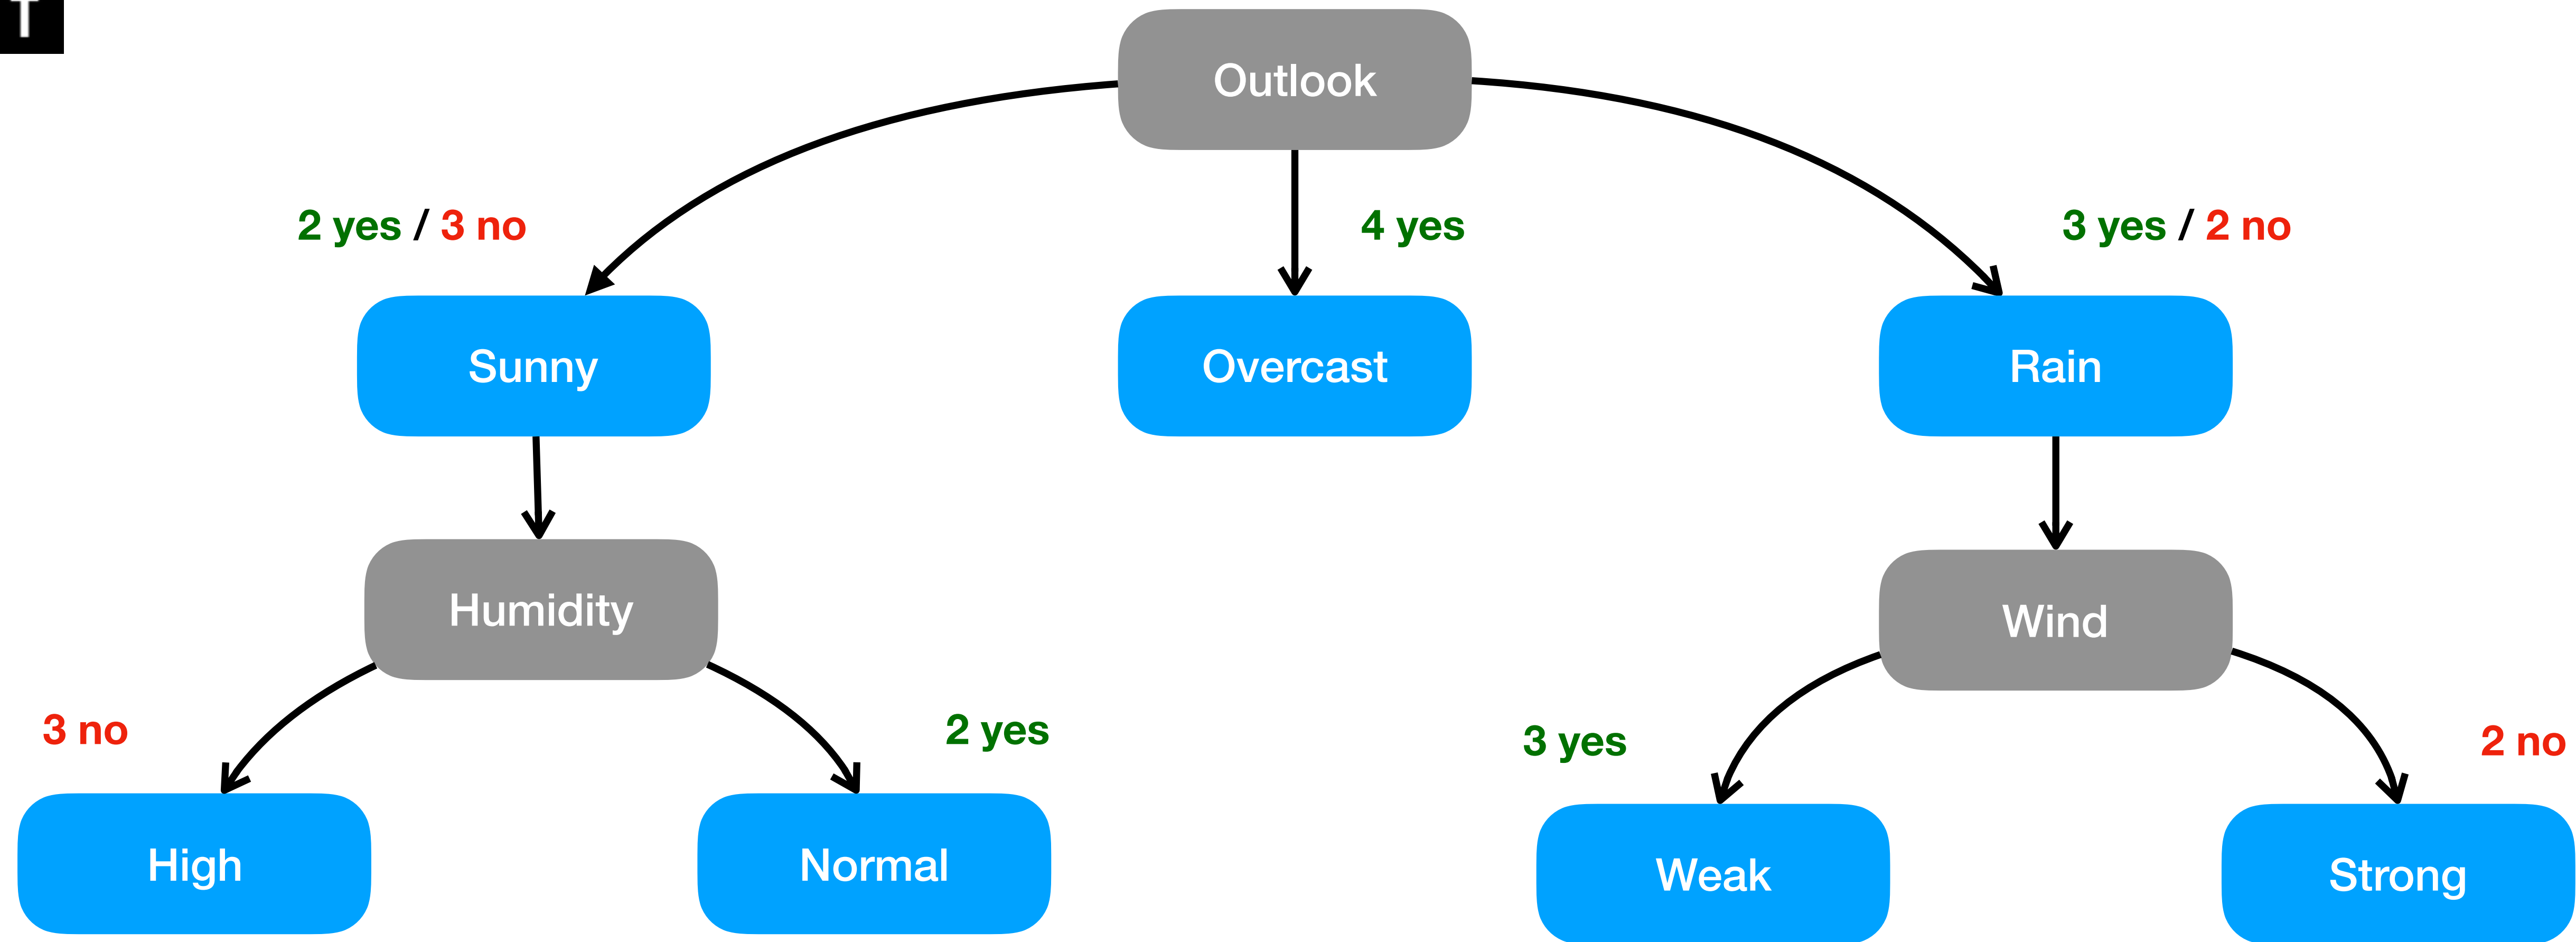 T
Outlook
2 yes / 3 no
4 yes
3 yes / 2 no
Sunny
Overcast
Rain
Humidity
Wind
3 no
2 yes
3 yes
2 no
High
Normal
Weak
Strong